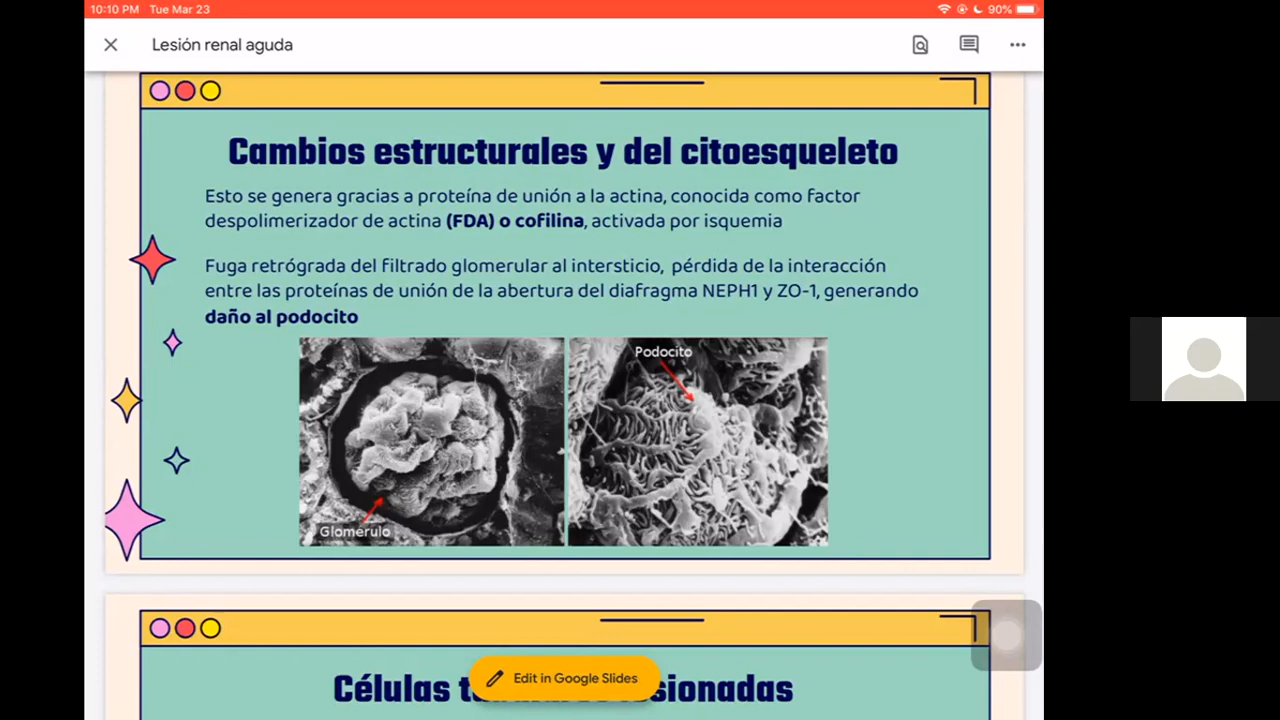 10:10 PM Tue Mar 23
90%
Lesión renal aguda
Cambios estructurales y del citoesqueleto
Esto se genera gracias a proteína de unión a la actina, conocida como factor
despolimerizador de actina (FDA) o cofilina, activada por isquemia
Fuga retrógrada del filtrado glomerular al intersticio, pérdida de la interacción
entre las proteínas de unión de la abertura del diafragma NEPH1 y ZO-1, generando
daño al podocito
Podocito
Glomérulo
Células
Edit in Google Slides